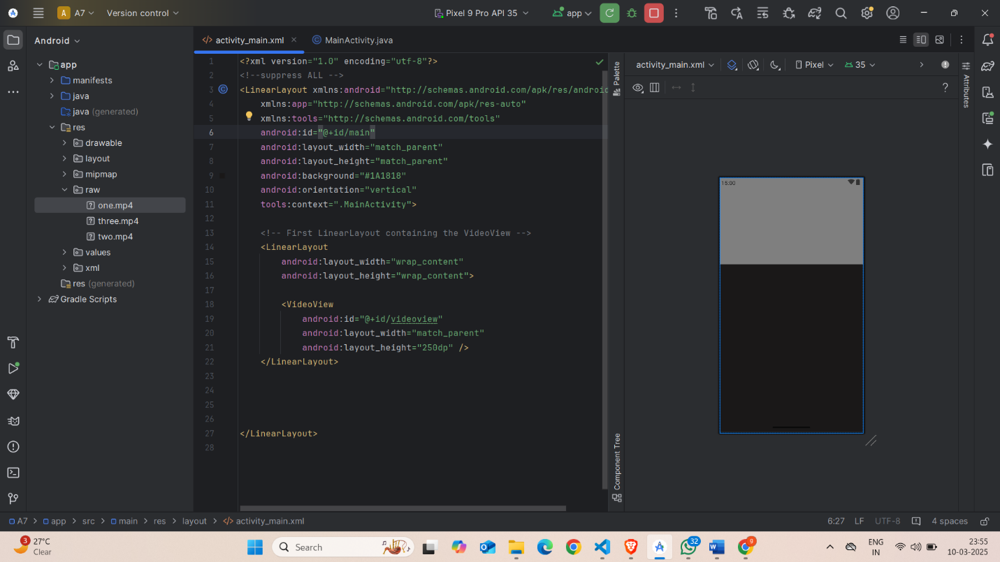 A A7 Version control Pixel 9 Pro API 35 app
Android
app
manifests
java
java (generated)
res
drawable
layout
mipmap
raw
one.mp4
three.mp4
two.mp4
values
xml
res (generated)
Gradle Scripts
activity_main.xml MainActivity.java
1 <?xml version="1.0" encoding="utf-8"?>
2 <!--suppress ALL -->
3 <LinearLayout xmlns:android="http://schemas.android.com/apk/res/android
4 xmlns:app="http://schemas.android.com/apk/res-auto"
5 xmlns:tools="http://schemas.android.com/tools"
6 android:id="@+id/main"
7 android:layout_width="match_parent"
8 android:layout_height="match_parent"
9 android:background="#1A1818"
10 android:orientation="vertical"
11 tools:context=".MainActivity">
12
13 <!-- First LinearLayout containing the VideoView -->
14 <LinearLayout
15 android:layout_width="wrap_content"
16 android:layout_height="wrap_content">
17
18 <VideoView
19 android:id="@+id/videoview"
20 android:layout_width="match_parent"
21 android:layout_height="250dp" />
22 </LinearLayout>
23
24
25
26
27 </LinearLayout>
28
Palette
Component Tree
activity_main.xml Pixel 35
15:00
Attributes
A7 > app > src > main > res > layout > activity_main.xml
6:27 LF UTF-8 4 spaces
3 27°C
Clear
Search
32
9
ENG
IN
23:55
10-03-2025